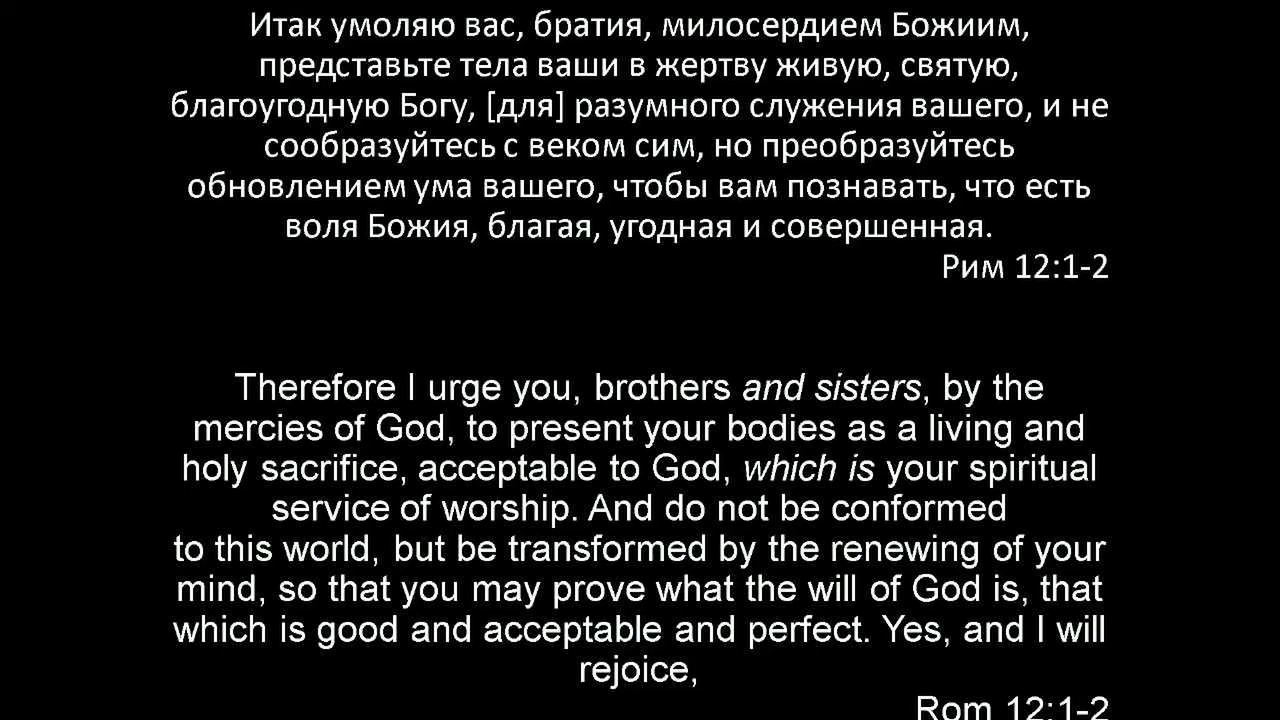 Итак умоляю вас, братия, милосердием Божиим,
представьте тела ваши в жертву живую, святую,
благоугодную Богу, [для] разумного служения вашего, и не
сообразуйтесь с веком сим, но преобразуйтесь
обновлением ума вашего, чтобы вам познавать, что есть
воля Божия, благая, угодная и совершенная.
Рим 12:1-2
Therefore I urge you, brothers and sisters, by the
mercies of God, to present your bodies as a living and
holy sacrifice, acceptable to God, which is your spiritual
service of worship. And do not be conformed
to this world, but be transformed by the renewing of your
mind, so that you may prove what the will of God is, that
which is good and acceptable and perfect. Yes, and I will
rejoice,
Rom 12:1-2